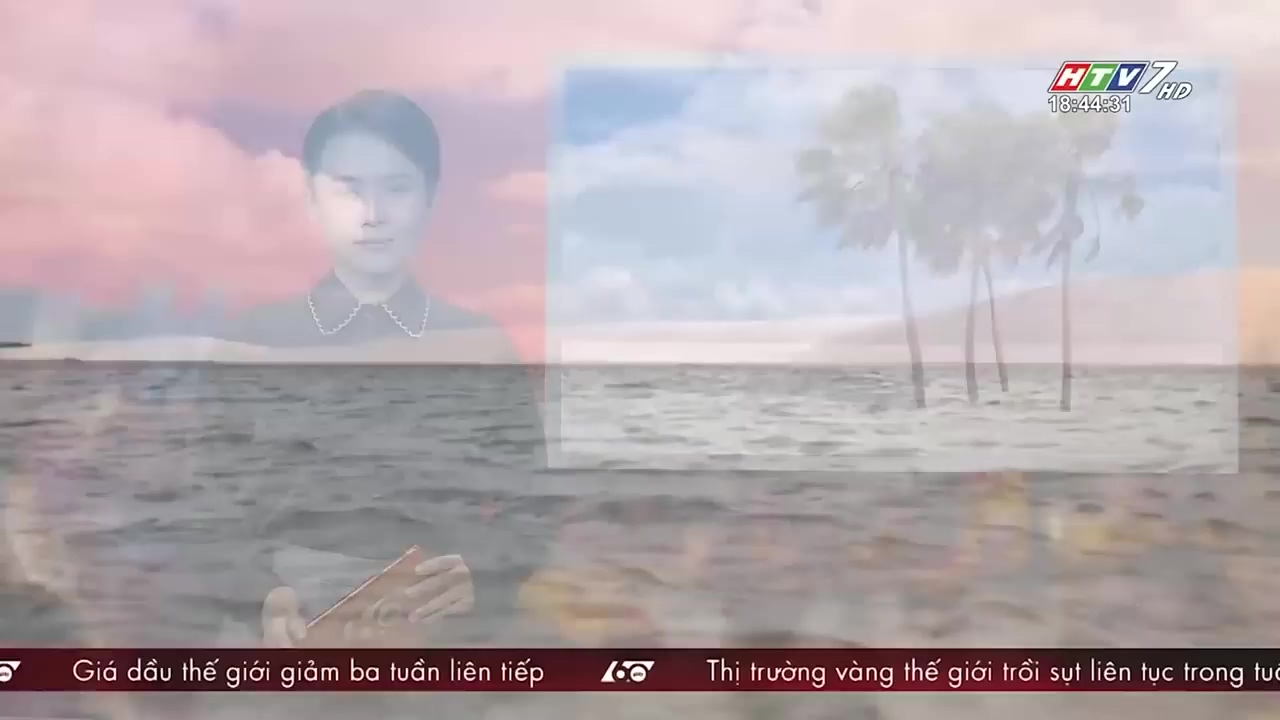 HTV7 HD
18:44:31
Giá dầu thế giới giảm ba tuần liên tiếp
60
Thị trường vàng thế giới trồi sụt liên tục trong